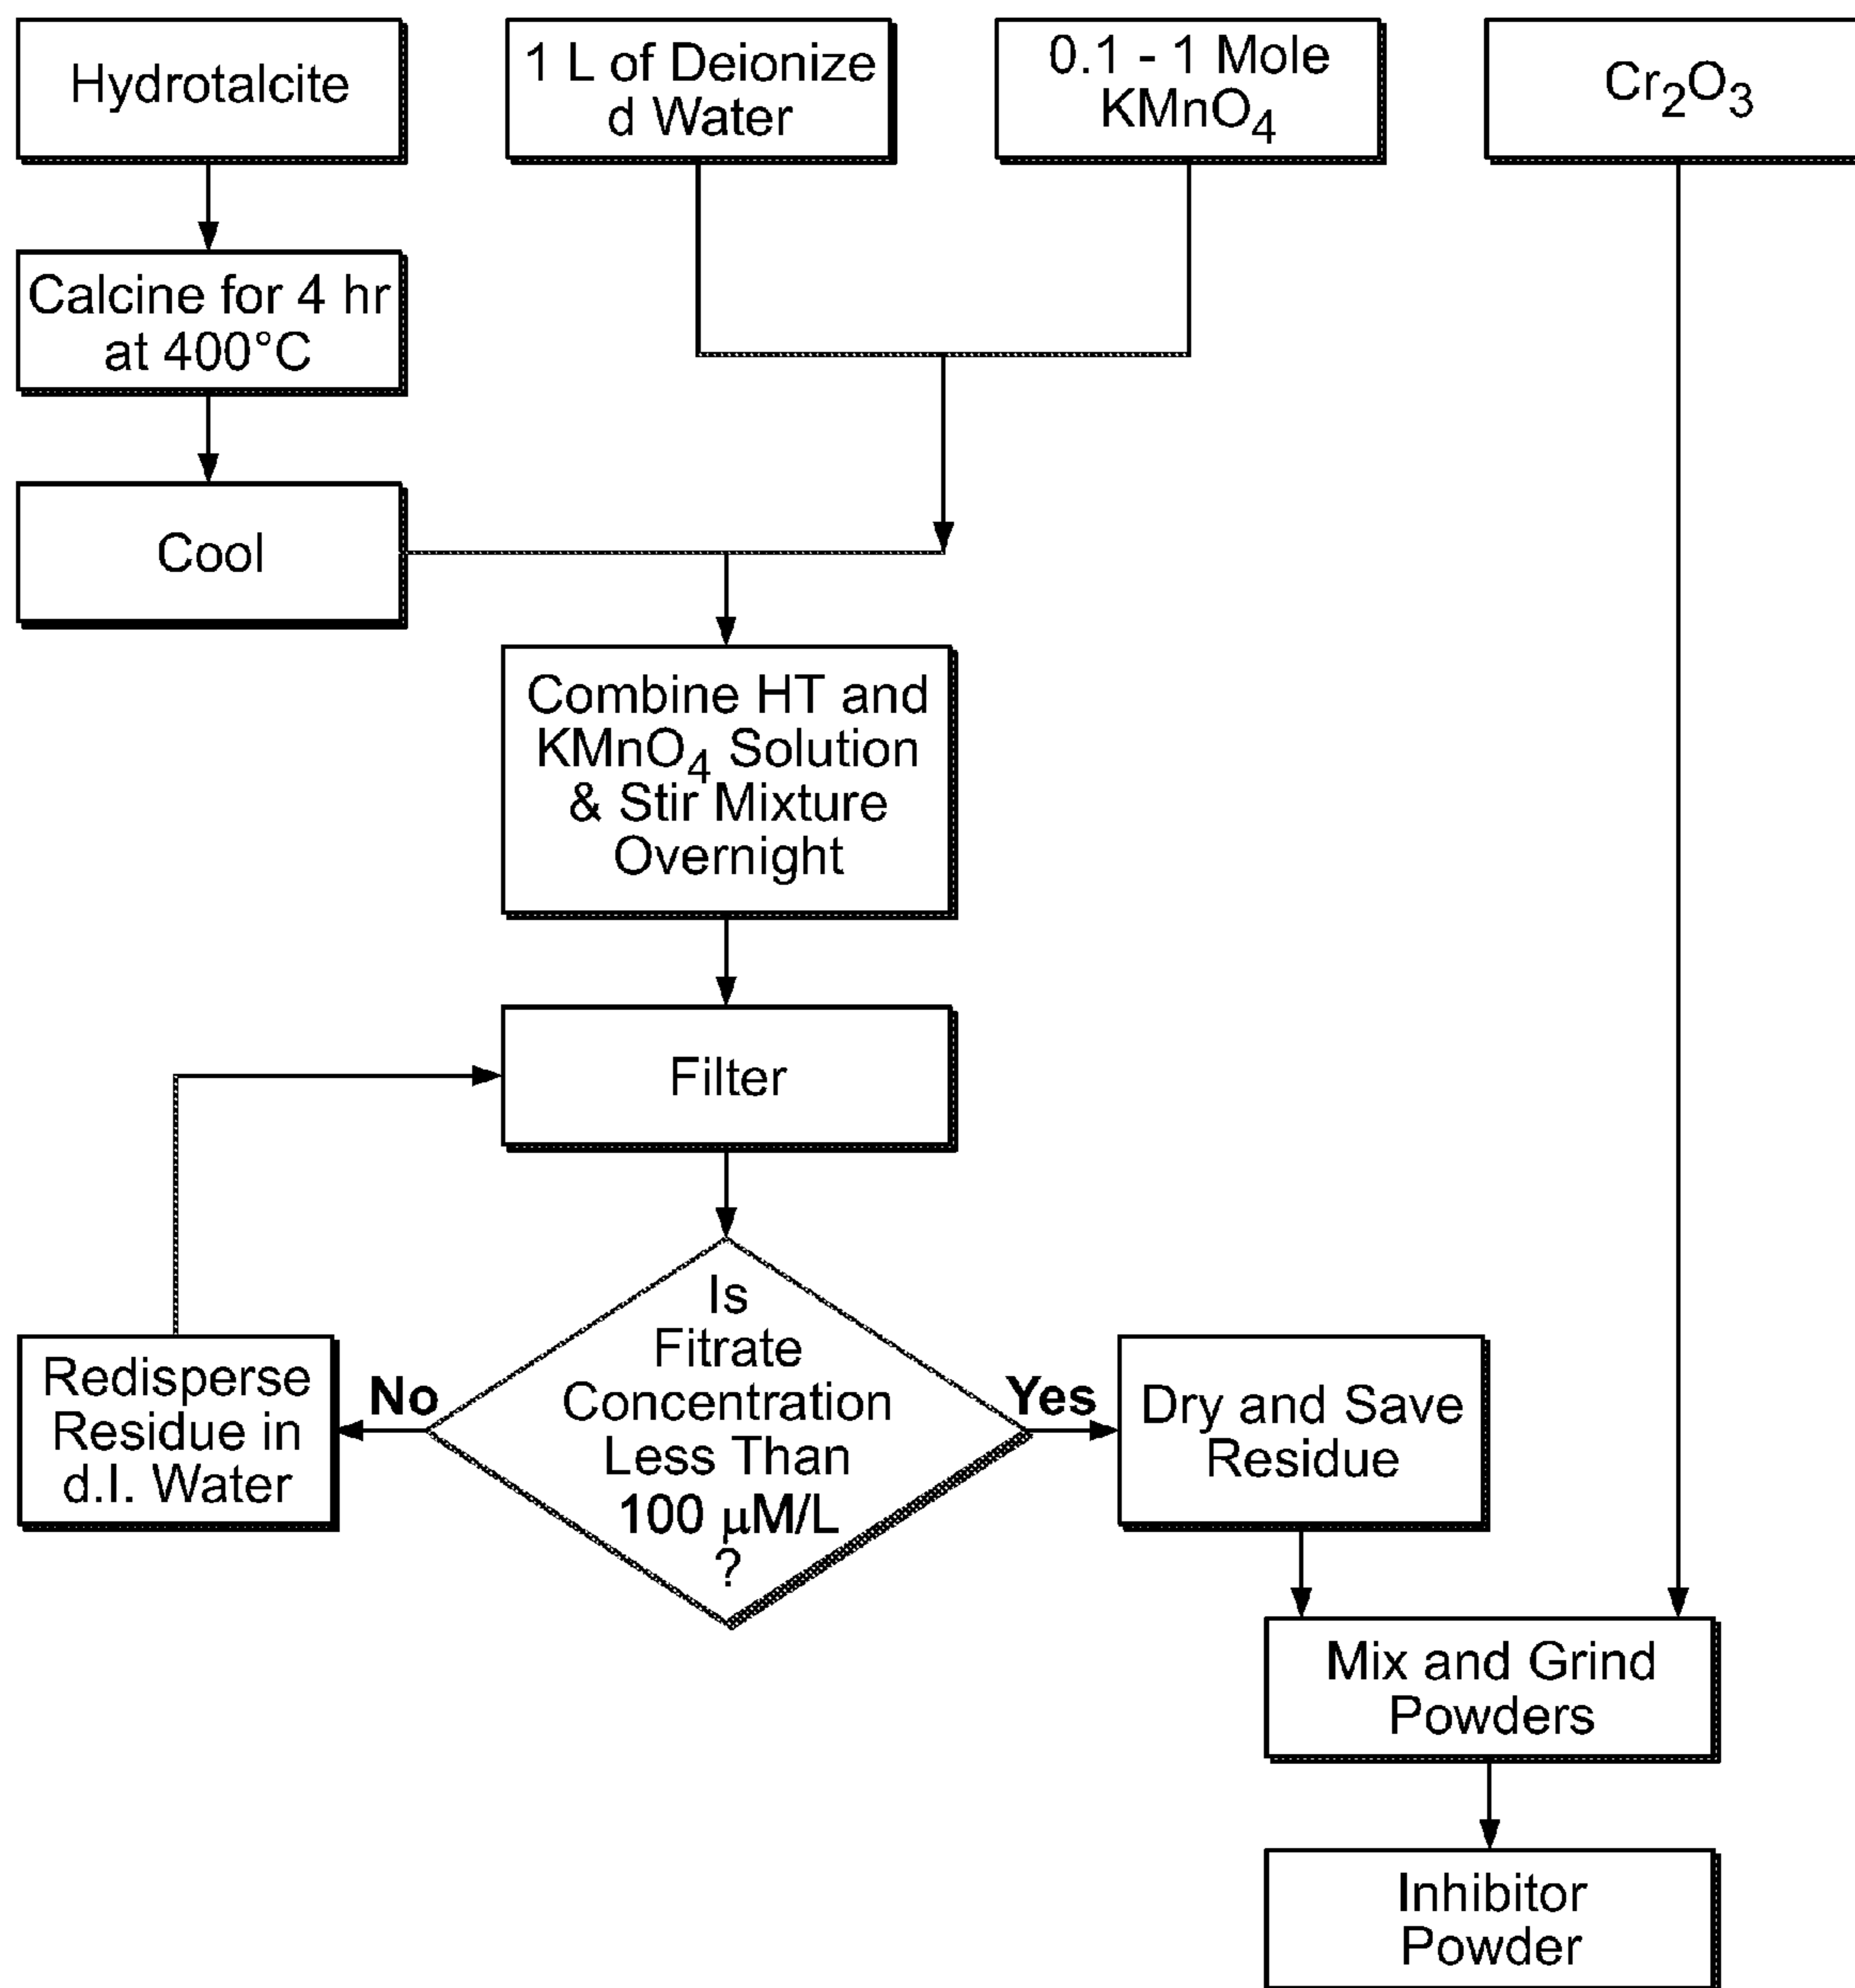 Hydrotalcite
1 L of Deionize
d Water
0.1 - 1 Mole
KMnO₄
Cr₂O₃
Calcine for 4 hr
at 400°C
Cool
Combine HT and
KMnO₄ Solution
& Stir Mixture
Overnight
Filter
Is
Fitrate
Concentration
Less Than
100 µM/L
?
No
Redisperse
Residue in
d.I. Water
Yes
Dry and Save
Residue
Mix and Grind
Powders
Inhibitor
Powder